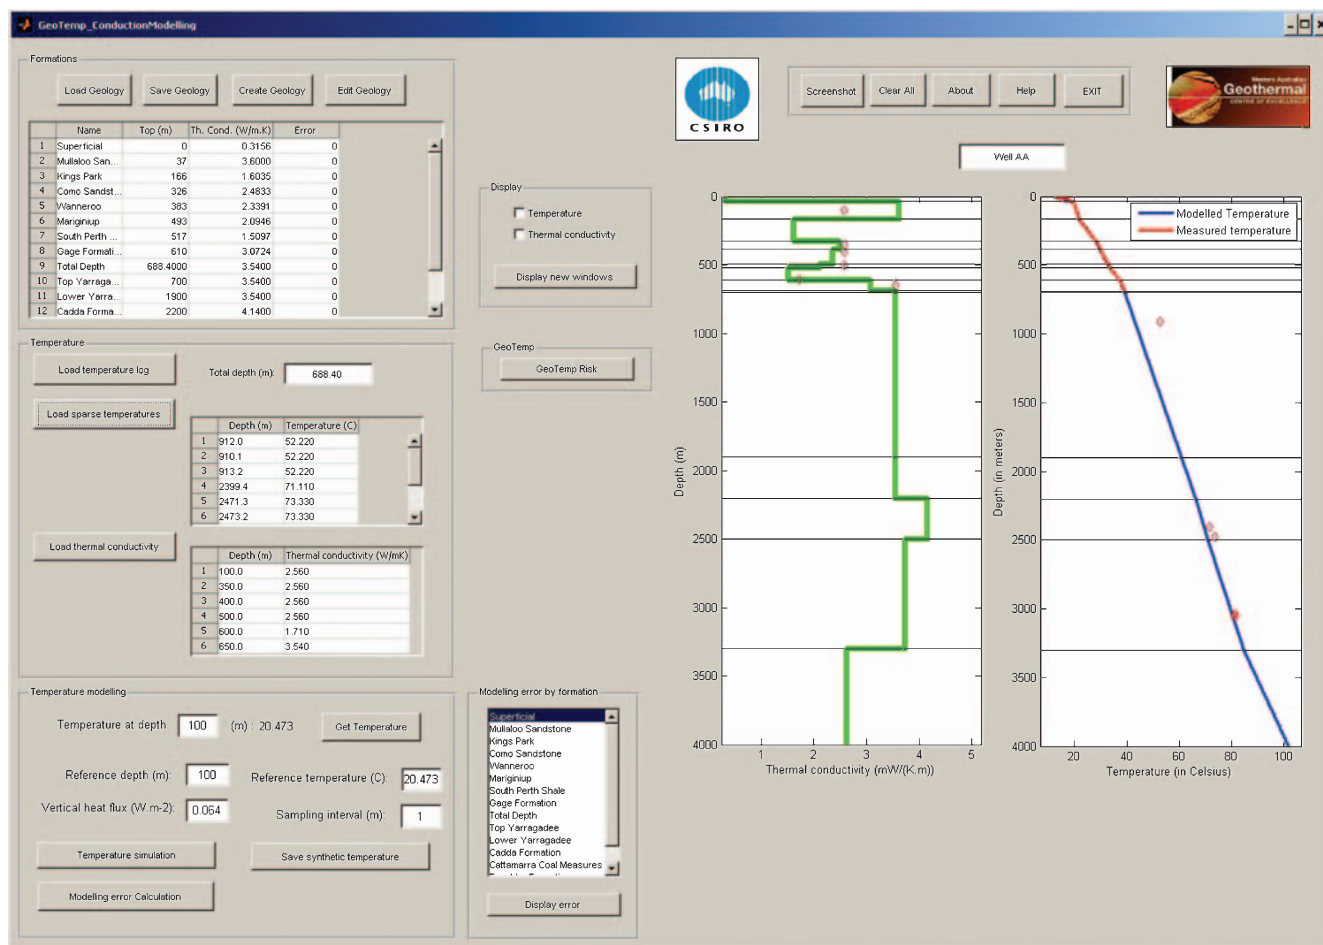 GeoTemp_ConductionModelling
Formations
Load Geology Save Geology Create Geology Edit Geology
Name Top (m) Th. Cond. (W/m.K) Error
1 Superficial 0 0.3156 0
2 Mullaloo San... 37 3.6000 0
3 Kings Park 166 1.6035 0
4 Como Sandst... 326 2.4833 0
5 Wanneroo 383 2.3391 0
6 Mariginiup 493 2.0946 0
7 South Perth ... 517 1.5097 0
8 Gage Formati... 610 3.0724 0
9 Total Depth 688.4000 3.5400 0
10 Top Yarraga... 700 3.5400 0
11 Lower Yarra... 1900 3.5400 0
12 Cadda Forma... 2200 4.1400 0
Temperature
Load temperature log Total depth (m): 688.40
Load sparse temperatures
Depth (m) Temperature (C)
1 912.0 52.220
2 910.1 52.220
3 913.2 52.220
4 2399.4 71.110
5 2471.3 73.330
6 2473.2 73.330
Load thermal conductivity
Depth (m) Thermal conductivity (W/mK)
1 100.0 2.560
2 350.0 2.560
3 400.0 2.560
4 500.0 2.560
5 600.0 1.710
6 650.0 3.540
Temperature modelling
Temperature at depth 100 (m) : 20.473 Get Temperature
Reference depth (m): 100 Reference temperature (C): 20.473
Vertical heat flux (W.m-2): 0.064 Sampling interval (m): 1
Temperature simulation Save synthetic temperature
Modelling error Calculation
Display
Temperature
Thermal conductivity
Display new windows
GeoTemp
GeoTemp Risk
Modelling error by formation
Superficial
Mullaloo Sandstone
Kings Park
Como Sandstone
Wanneroo
Mariginiup
South Perth Shale
Gage Formation
Total Depth
Top Yarragadee
Lower Yarragadee
Cadda Formation
Cattamarra Coal Measures
Display error
CSIRO
Screenshot Clear All About Help EXIT
Western Australian
Geothermal
CENTRE OF EXCELLENCE
Well AA
0
500
1000
1500
2000
2500
3000
3500
4000
Depth (m)
1 2 3 4 5
Thermal conductivity (mW/(K.m))
Modelled Temperature
Measured temperature
0
500
1000
1500
2000
2500
3000
3500
4000
Depth (in meters)
20 40 60 80 100
Temperature (in Celsius)